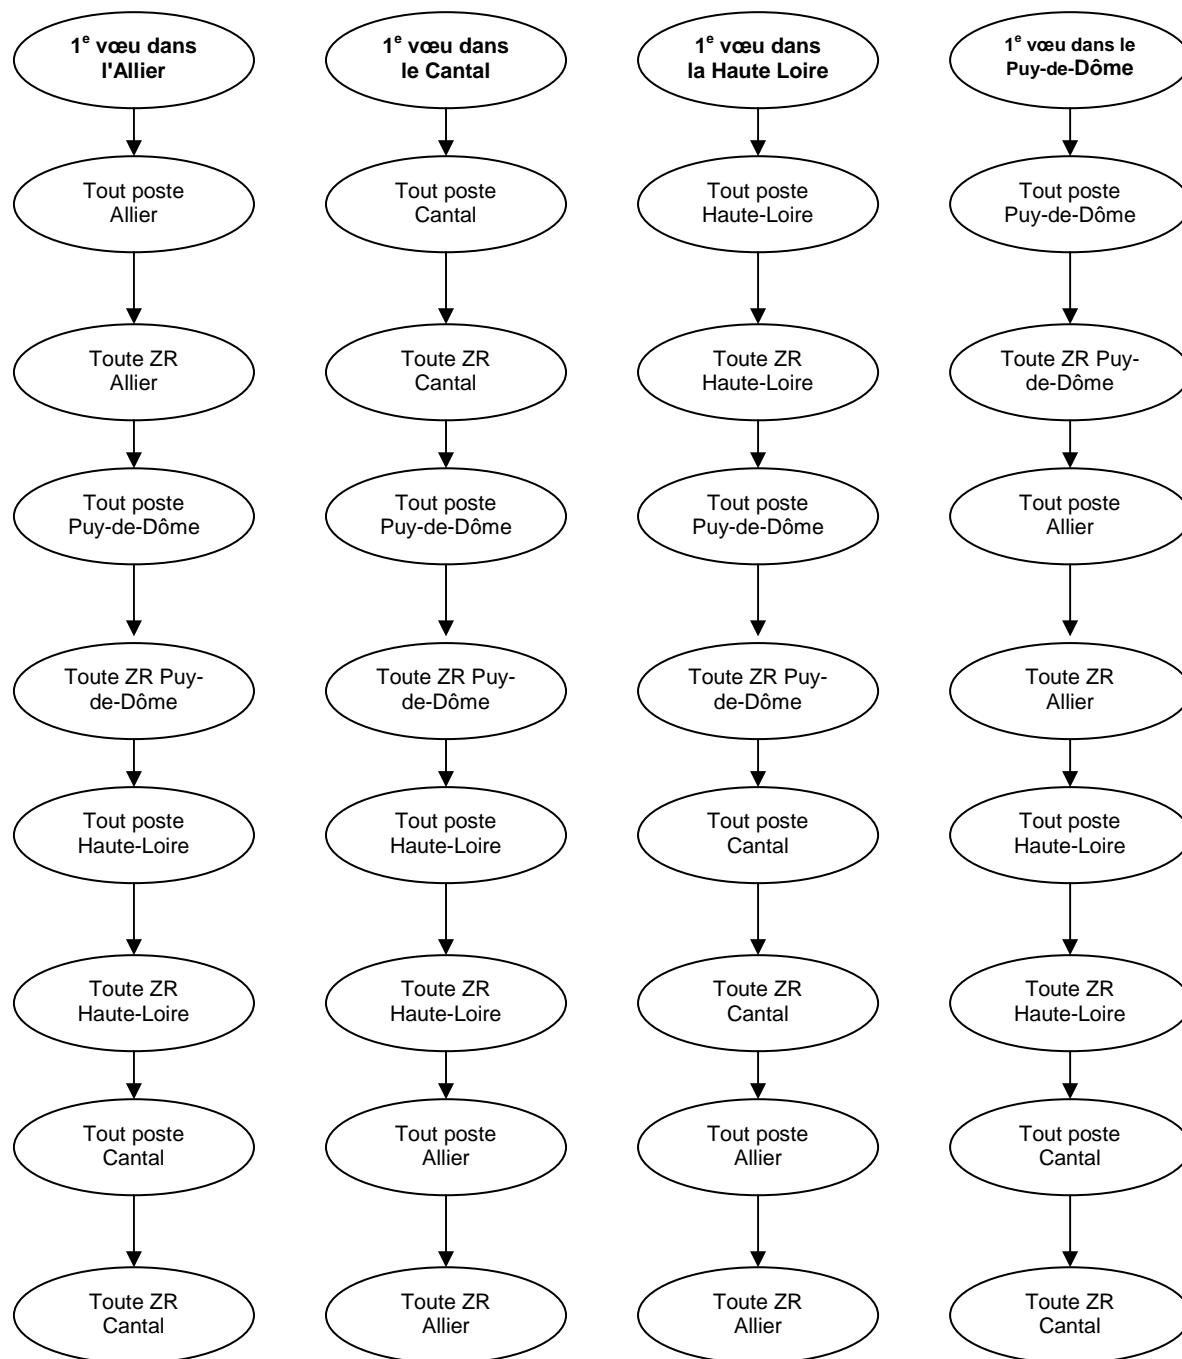 1e vœu dans
l'Allier
1e vœu dans
le Cantal
1e vœu dans
la Haute Loire
1e vœu dans le
Puy-de-Dôme
Tout poste
Allier
Tout poste
Cantal
Tout poste
Haute-Loire
Tout poste
Puy-de-Dôme
Toute ZR
Allier
Toute ZR
Cantal
Toute ZR
Haute-Loire
Toute ZR Puy-
de-Dôme
Tout poste
Puy-de-Dôme
Tout poste
Puy-de-Dôme
Tout poste
Puy-de-Dôme
Tout poste
Allier
Toute ZR Puy-
de-Dôme
Toute ZR Puy-
de-Dôme
Toute ZR Puy-
de-Dôme
Toute ZR
Allier
Tout poste
Haute-Loire
Tout poste
Haute-Loire
Tout poste
Cantal
Tout poste
Haute-Loire
Toute ZR
Haute-Loire
Toute ZR
Haute-Loire
Toute ZR
Cantal
Toute ZR
Haute-Loire
Tout poste
Cantal
Tout poste
Allier
Tout poste
Allier
Tout poste
Cantal
Toute ZR
Cantal
Toute ZR
Allier
Toute ZR
Allier
Toute ZR
Cantal